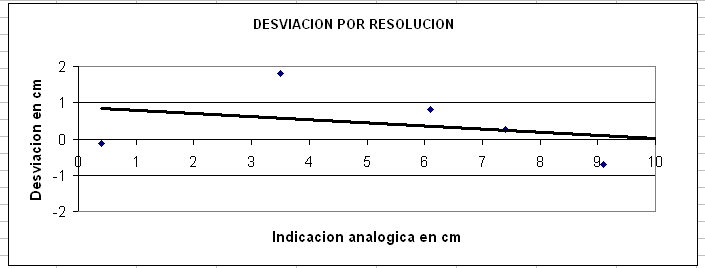 DESVIACION POR RESOLUCION
2
1
0
-1
-2
0 1 2 3 4 5 6 7 8 9 10
Desviacion en cm
Indicacion analogica en cm